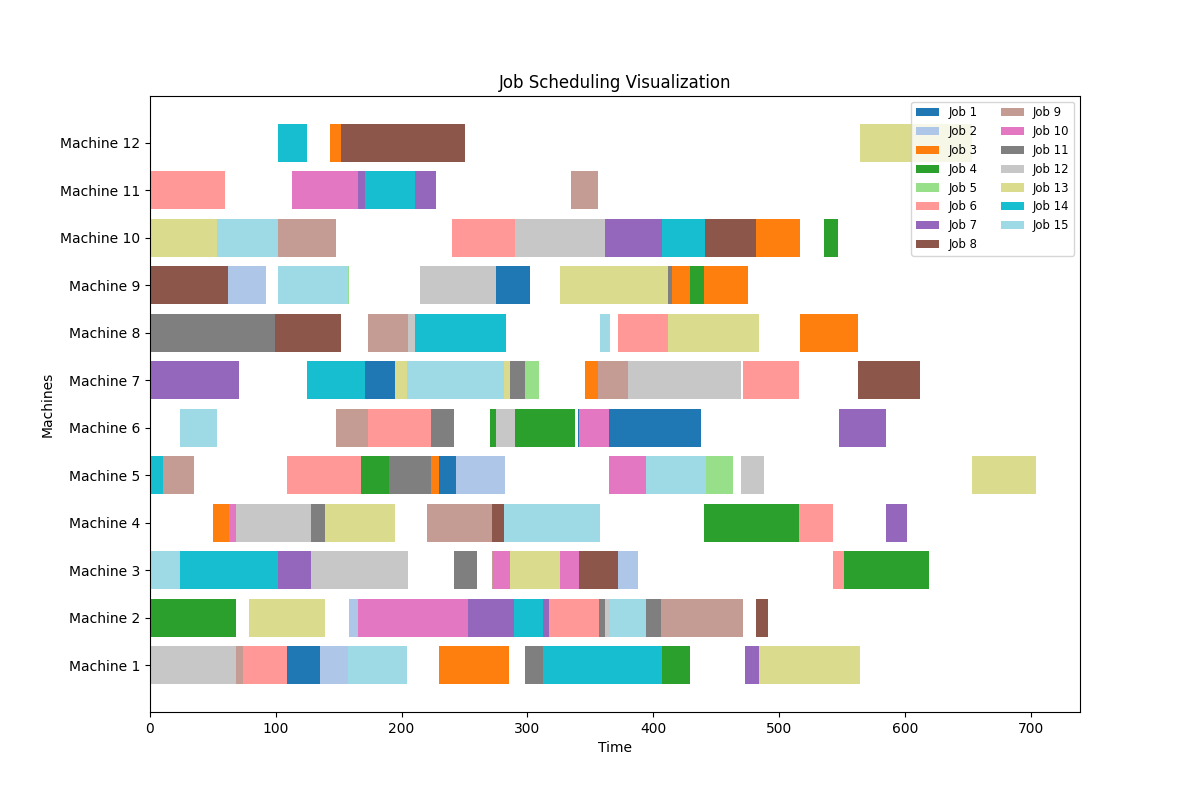 Job Scheduling Visualization
Machines
Machine 12
Machine 11
Machine 10
Machine 9
Machine 8
Machine 7
Machine 6
Machine 5
Machine 4
Machine 3
Machine 2
Machine 1
Job 1
Job 2
Job 3
Job 4
Job 5
Job 6
Job 7
Job 8
Job 9
Job 10
Job 11
Job 12
Job 13
Job 14
Job 15
0 100 200 300 400 500 600 700
Time